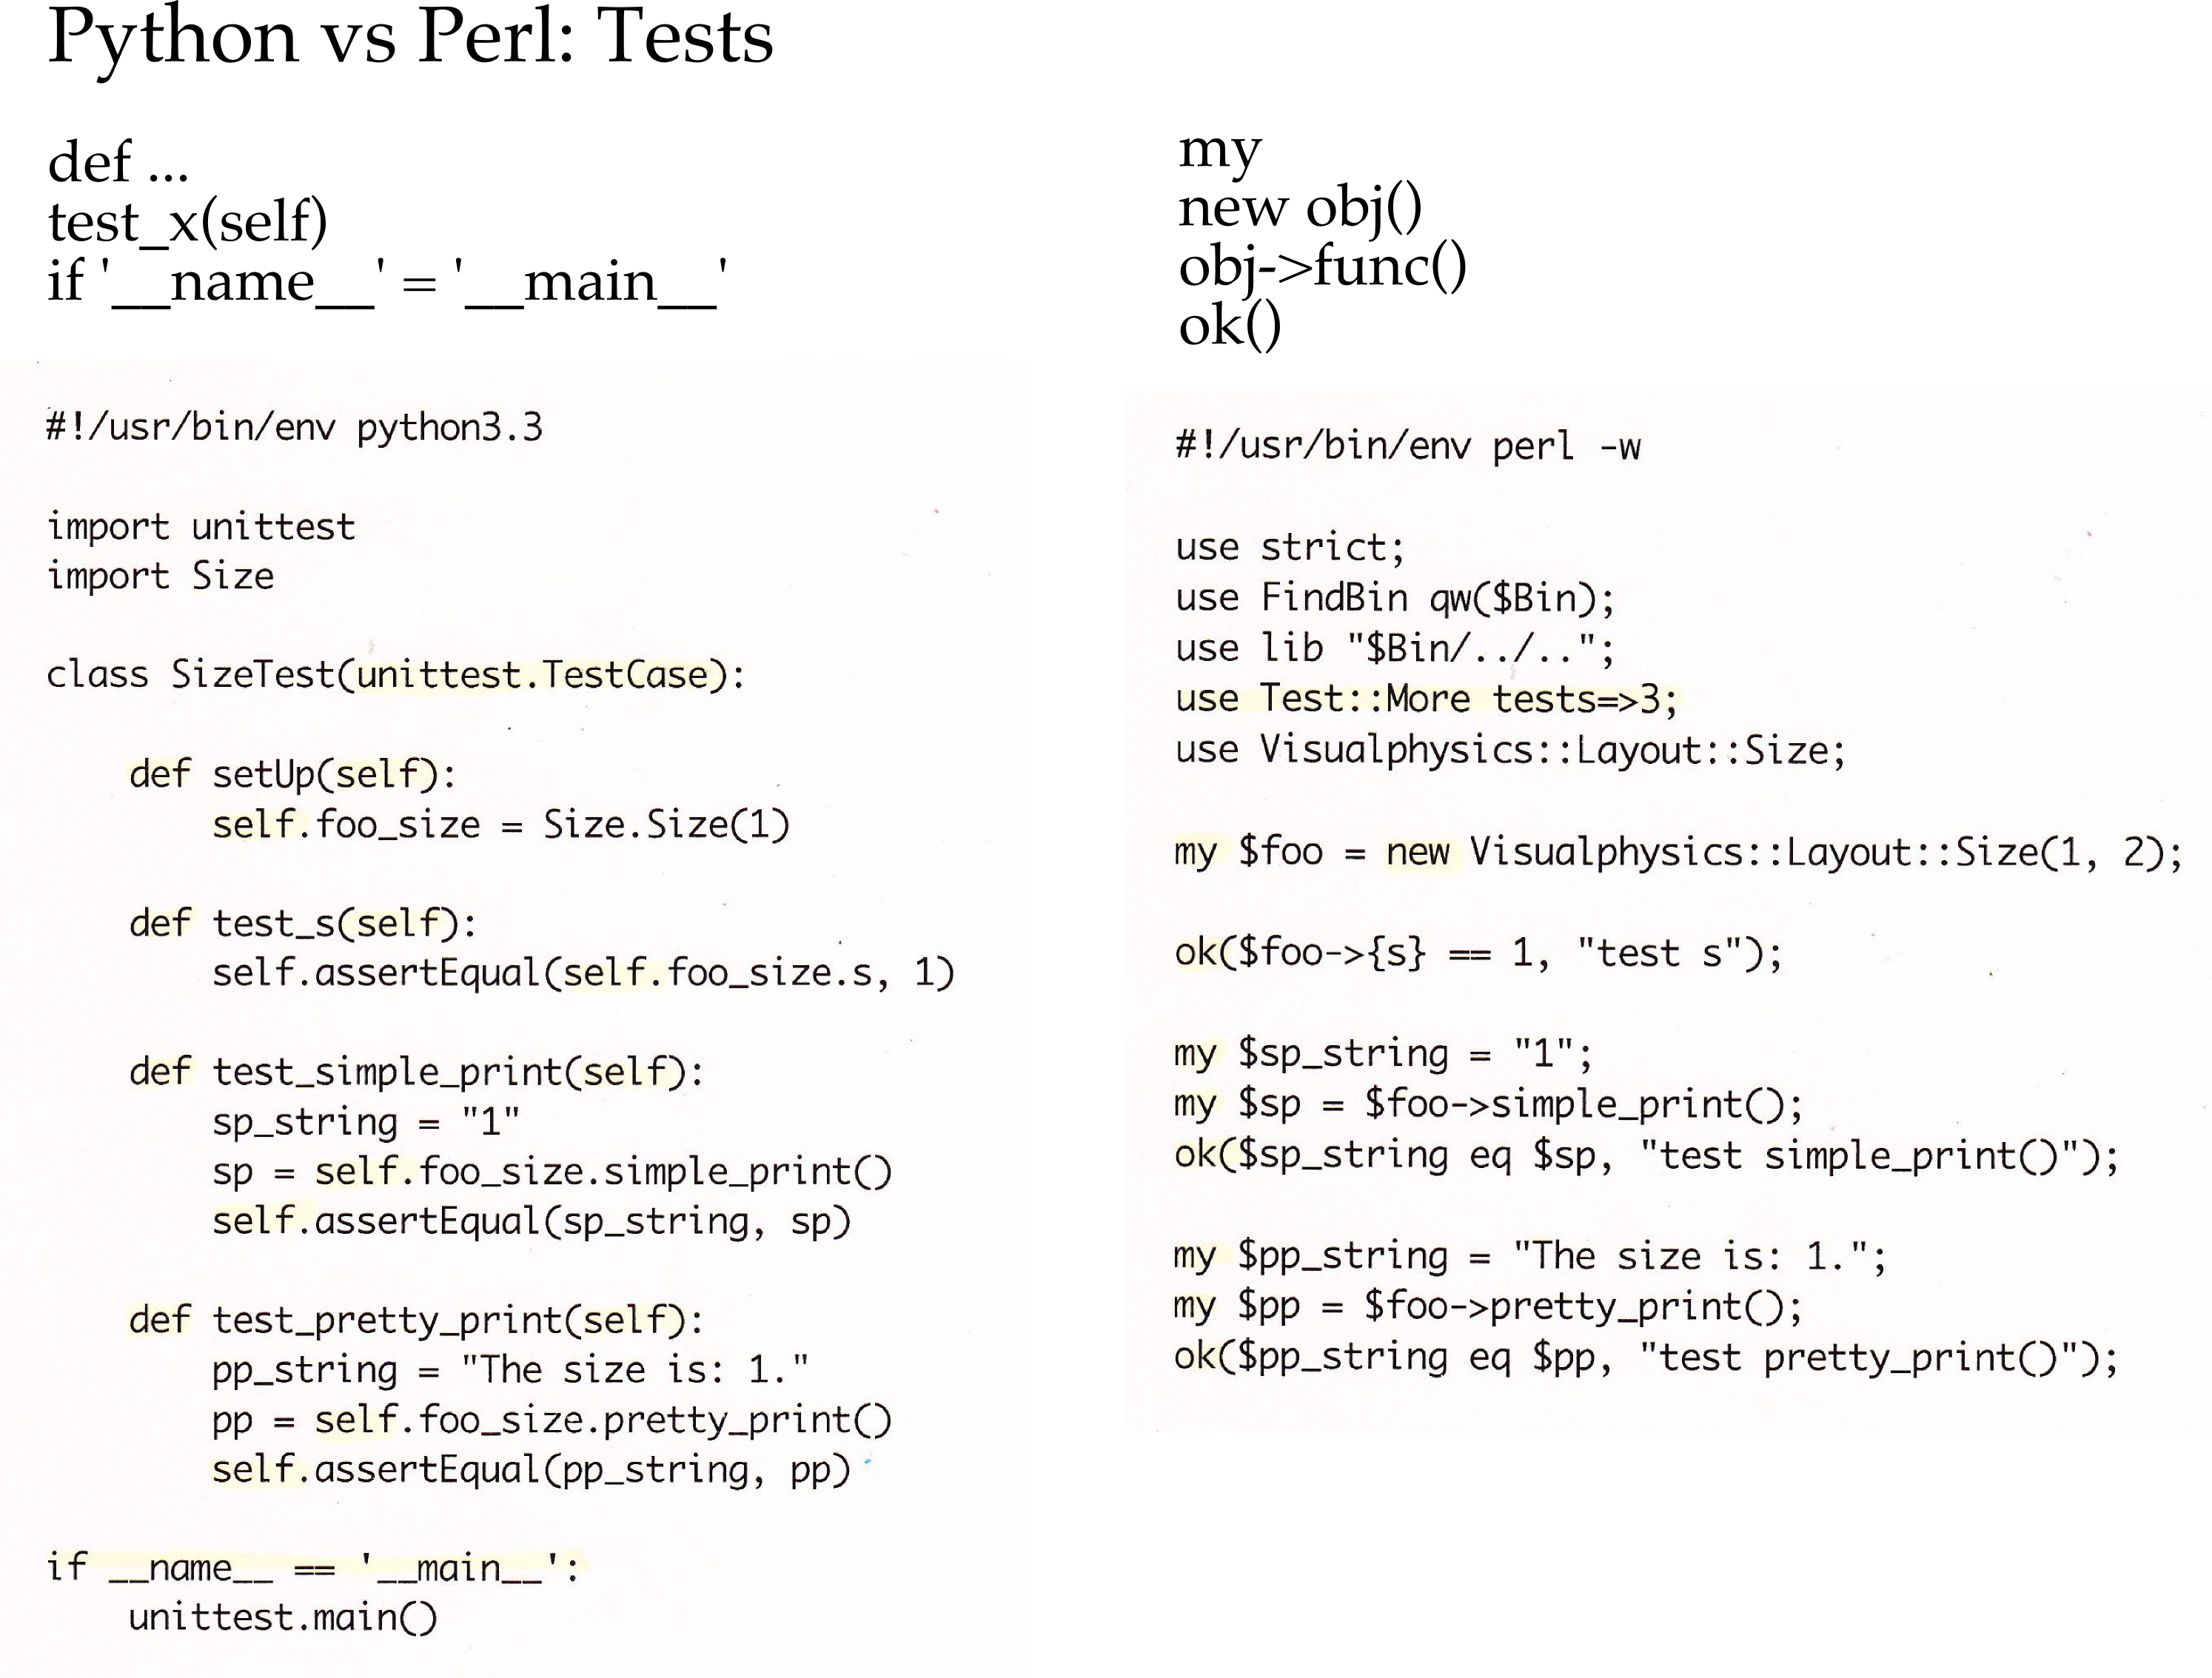 Python vs Perl: Tests
def ...
test_x(self)
if '__name__' = '__main__'
#!/usr/bin/env python3.3
import unittest
import Size
class SizeTest(unittest.TestCase):
def setUp(self):
self.foo_size = Size.Size(1)
def test_s(self):
self.assertEqual(self.foo_size.s, 1)
def test_simple_print(self):
sp_string = "1"
sp = self.foo_size.simple_print()
self.assertEqual(sp_string, sp)
def test_pretty_print(self):
pp_string = "The size is: 1."
pp = self.foo_size.pretty_print()
self.assertEqual(pp_string, pp)
if __name__ == '__main__':
unittest.main()
my
new obj()
obj->func()
ok()
#!/usr/bin/env perl -w
use strict;
use FindBin qw($Bin);
use lib "$Bin/../..";
use Test::More tests=>3;
use Visualphysics::Layout::Size;
my $foo = new Visualphysics::Layout::Size(1, 2);
ok($foo->{s} == 1, "test s");
my $sp_string = "1";
my $sp = $foo->simple_print();
ok($sp_string eq $sp, "test simple_print()");
my $pp_string = "The size is: 1.";
my $pp = $foo->pretty_print();
ok($pp_string eq $pp, "test pretty_print()");